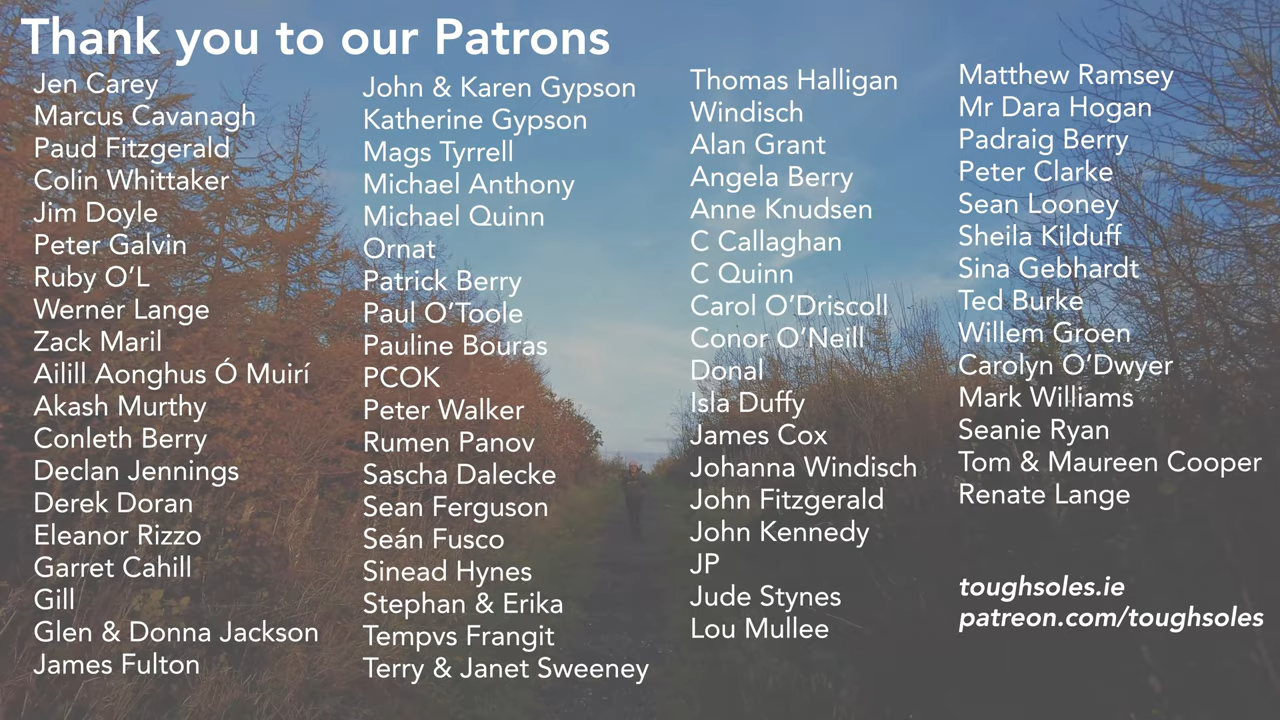 Thank you to our Patrons
Jen Carey
Marcus Cavanagh
Paud Fitzgerald
Colin Whittaker
Jim Doyle
Peter Galvin
Ruby O’L
Werner Lange
Zack Maril
Ailill Aonghus Ó Muirí
Akash Murthy
Conleth Berry
Declan Jennings
Derek Doran
Eleanor Rizzo
Garret Cahill
Gill
Glen & Donna Jackson
James Fulton
John & Karen Gypson
Katherine Gypson
Mags Tyrrell
Michael Anthony
Michael Quinn
Ornat
Patrick Berry
Paul O’Toole
Pauline Bouras
PCOK
Peter Walker
Rumen Panov
Sascha Dalecke
Sean Ferguson
Seán Fusco
Sinead Hynes
Stephan & Erika
Tempvs Frangit
Terry & Janet Sweeney
Thomas Halligan
Windisch
Alan Grant
Angela Berry
Anne Knudsen
C Callaghan
C Quinn
Carol O’Driscoll
Conor O’Neill
Donal
Isla Duffy
James Cox
Johanna Windisch
John Fitzgerald
John Kennedy
JP
Jude Stynes
Lou Mullee
Matthew Ramsey
Mr Dara Hogan
Padraig Berry
Peter Clarke
Sean Looney
Sheila Kilduff
Sina Gebhardt
Ted Burke
Willem Groen
Carolyn O’Dwyer
Mark Williams
Seanie Ryan
Tom & Maureen Cooper
Renate Lange
toughsoles.ie
patreon.com/toughsoles